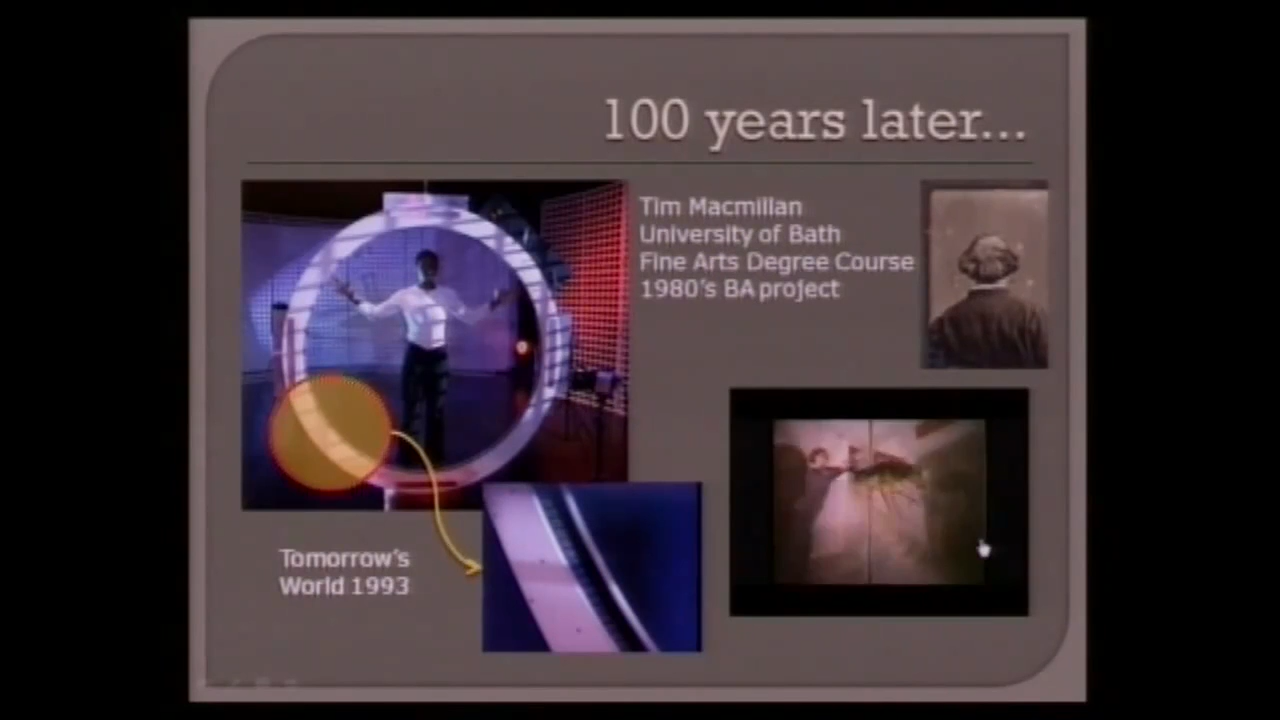 100 years later...
Tim Macmillan
University of Bath
Fine Arts Degree Course
1980's BA project
Tomorrow's
World 1993